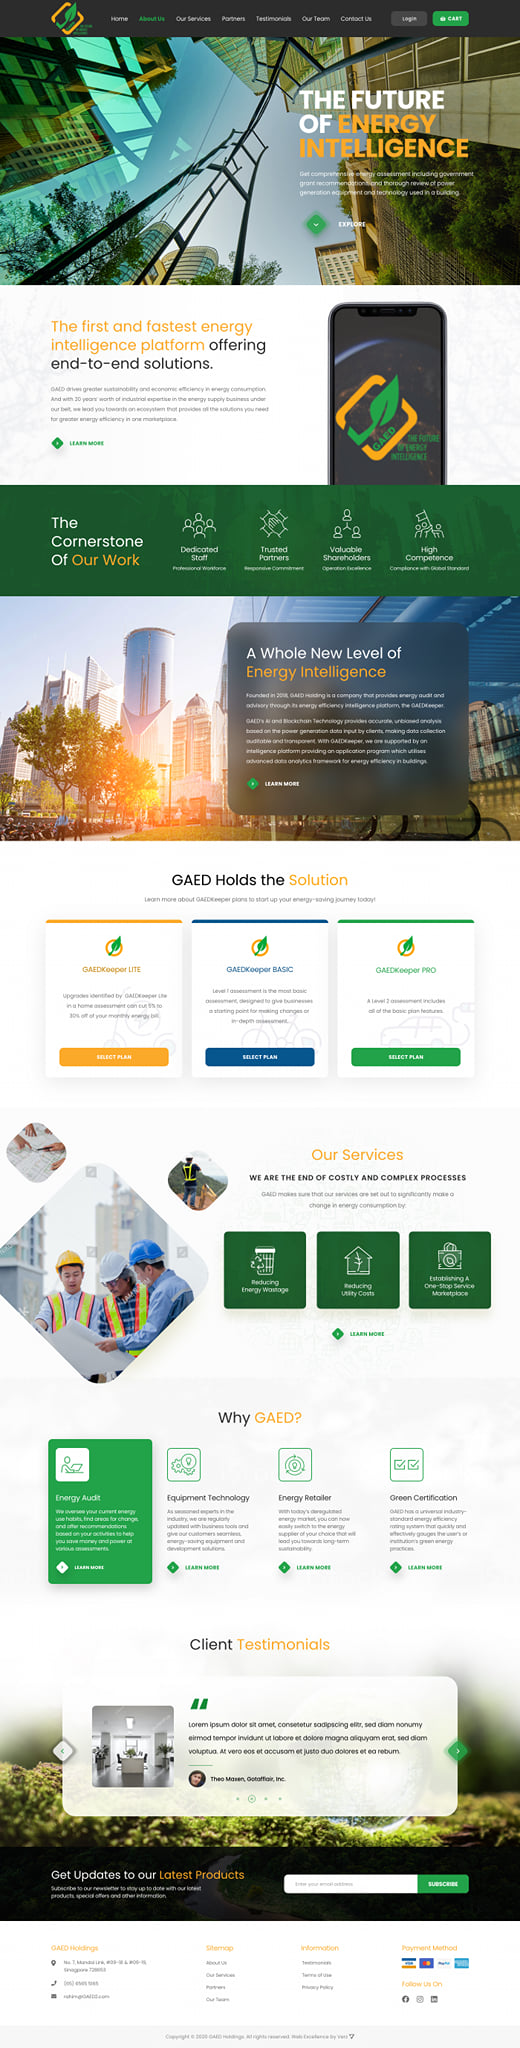 Home About Us Our Services Partners Testimonials Our Team Contact Us Login CART
THE FUTURE
OF ENERGY
INTELLIGENCE
Get comprehensive energy assessment including government
grant recommendations and thorough review of power
generation equipment and technology used in a building.
EXPLORE
The first and fastest energy
intelligence platform offering
end-to-end solutions.
GAED drives greater sustainability and economic efficiency in energy consumption.
And with 20 years' worth of industrial expertise in the energy supply business under
our belt, we lead you towards an ecosystem that provides all the solutions you need
for greater energy efficiency in one marketplace.
LEARN MORE
GAED
THE FUTURE
OF ENERGY
INTELLIGENCE
The
Cornerstone
Of Our Work
Dedicated
Staff
Professional Workforce
Trusted
Partners
Responsive Commitment
Valuable
Shareholders
Operation Excellence
High
Competence
Compliance with Global Standard
A Whole New Level of
Energy Intelligence
Founded in 2018, GAED Holding is a company that provides energy audit and
advisory through its energy efficiency intelligence platform, the GAEDKeeper.
GAED's AI and Blockchain Technology provides accurate, unbiased analysis
based on the power generation data input by clients, making data collection
auditable and transparent. With GAEDKeeper, we are supported by an
intelligence platform providing an application program which utilises
advanced data analytics framework for energy efficiency in buildings.
LEARN MORE
GAED Holds the Solution
Learn more about GAEDKeeper plans to start up your energy-saving journey today!
GAEDKeeper LITE
Upgrades identified by GAEDKeeper Lite
in a home assessment can cut 5% to
30% off of your monthly energy bill.
SELECT PLAN
GAEDKeeper BASIC
Level 1 assessment is the most basic
assessment, designed to give businesses
a starting point for making changes or
in-depth assessment.
SELECT PLAN
GAEDKeeper PRO
A Level 2 assessment includes
all of the basic plan features
SELECT PLAN
Our Services
WE ARE THE END OF COSTLY AND COMPLEX PROCESSES
GAED makes sure that our services are set out to significantly make a
change in energy consumption by:
Reducing
Energy Wastage
Reducing
Utility Costs
Establishing A
One-Stop Service
Marketplace
LEARN MORE
Why GAED?
Energy Audit
We oversee your current energy
use habits, find areas for change,
and offer recommendations
based on your activities to help
you save money and power at
various assessments.
LEARN MORE
Equipment Technology
As seasoned experts in the
industry, we are regularly
updated with business tools and
give our customers seamless,
energy-saving equipment and
development solutions.
LEARN MORE
Energy Retailer
With today's deregulated
energy market, you can now
easily switch to the energy
supplier of your choice that will
lead you towards long-term
sustainability.
LEARN MORE
Green Certification
GAED has a universal industry-
standard energy efficiency
rating system that quickly and
effectively gauges the user's or
institution's green energy
practices.
LEARN MORE
Client Testimonials
Lorem ipsum dolor sit amet, consetetur sadipscing elitr, sed diam nonumy
eirmod tempor invidunt ut labore et dolore magna aliquyam erat, sed diam
voluptua. At vero eos et accusam et justo duo dolores et ea rebum.
Theo Maxen, Gotaffair, Inc.
Get Updates to our Latest Products
Subscribe to our newsletter to stay up to date with our latest
products, special offers and other information.
Enter your email address
SUBSCRIBE
GAED Holdings
No. 7, Mandai Link, #09-18 & #09-19,
Sinagpore 728653
(65) 6565 1065
Sitemap
About Us
Our Services
Partners
Our Team
Information
Testimonials
Terms of Use
Privacy Policy
Payment Method
VISA
PayPal
Follow Us On
Copyright © 2020 GAED Holdings. All rights reserved. Web Excellence by Verz